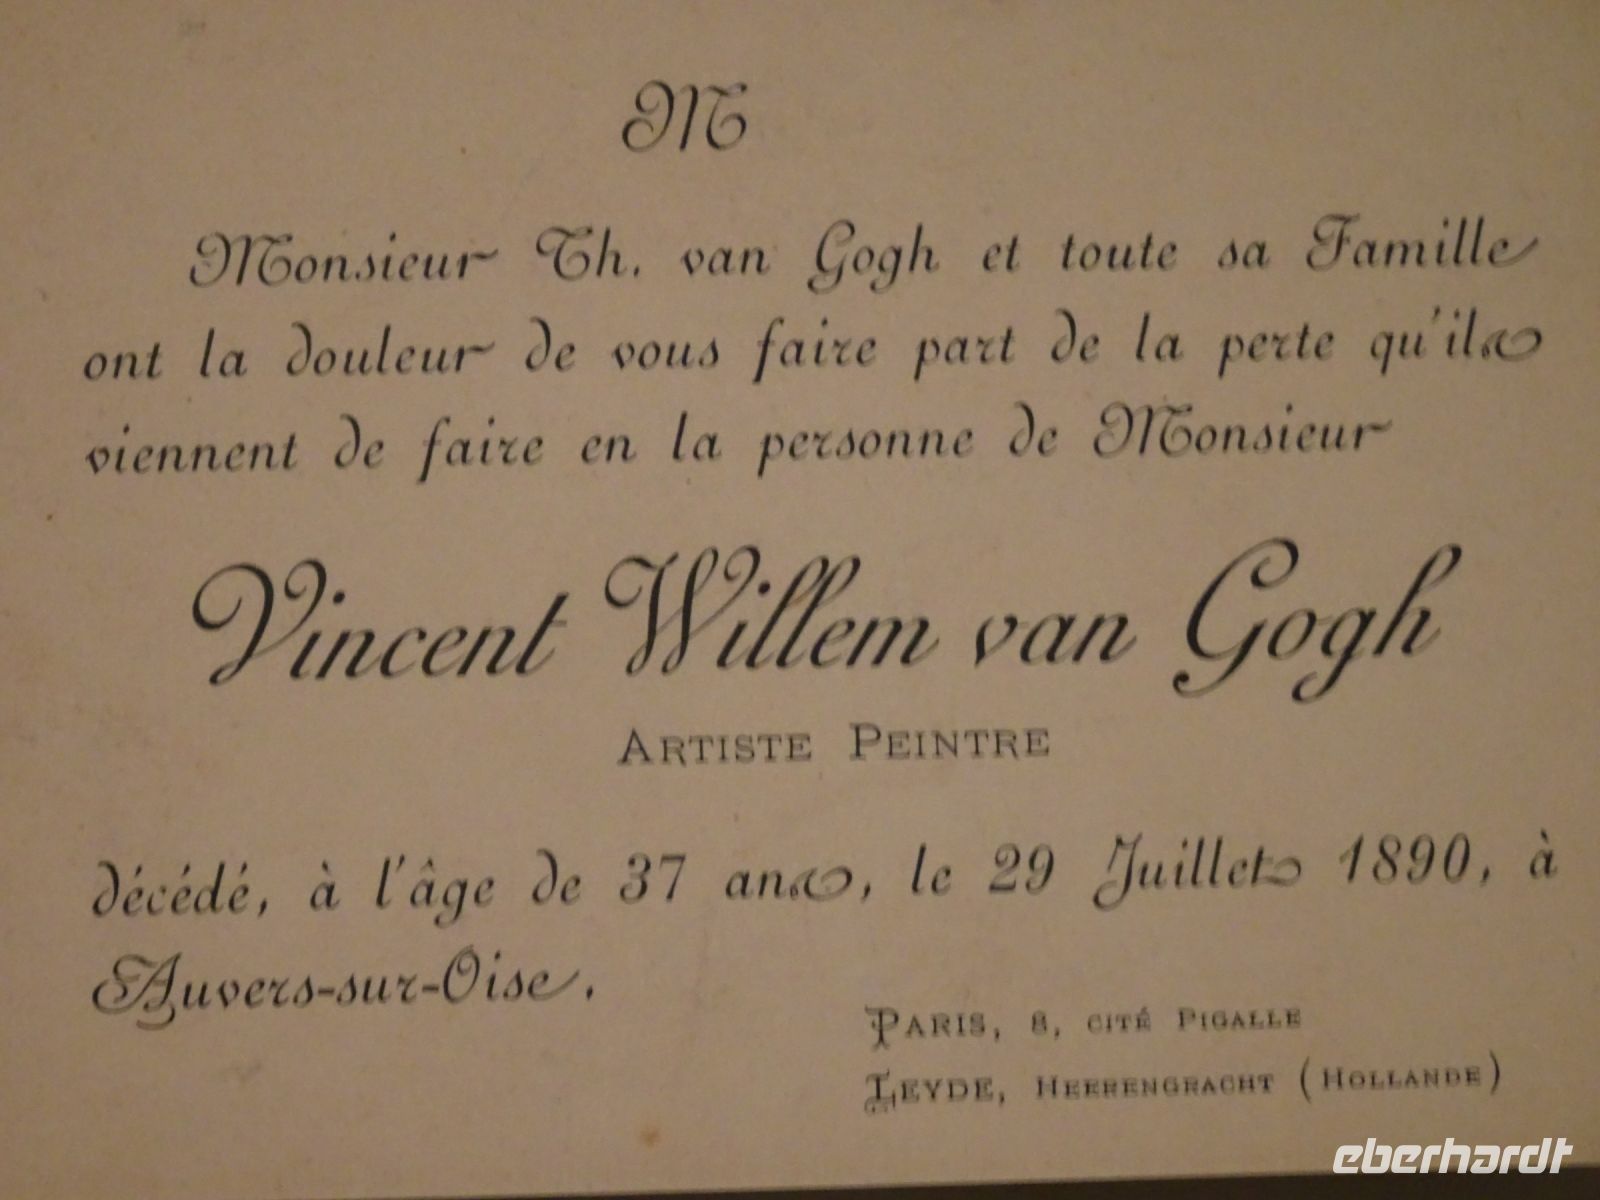 M
Monsieur Th. van Gogh et toute sa Famille
ont la douleur de vous faire part de la perte qu'ils
viennent de faire en la personne de Monsieur
Vincent Willem van Gogh
ARTISTE PEINTRE
décédé, à l'âge de 37 ans, le 29 Juillet 1890, à
Auvers-sur-Oise.
PARIS, 8, CITÉ PIGALLE
LEYDE, HEERENGRACHT (HOLLANDE)
eberhardt